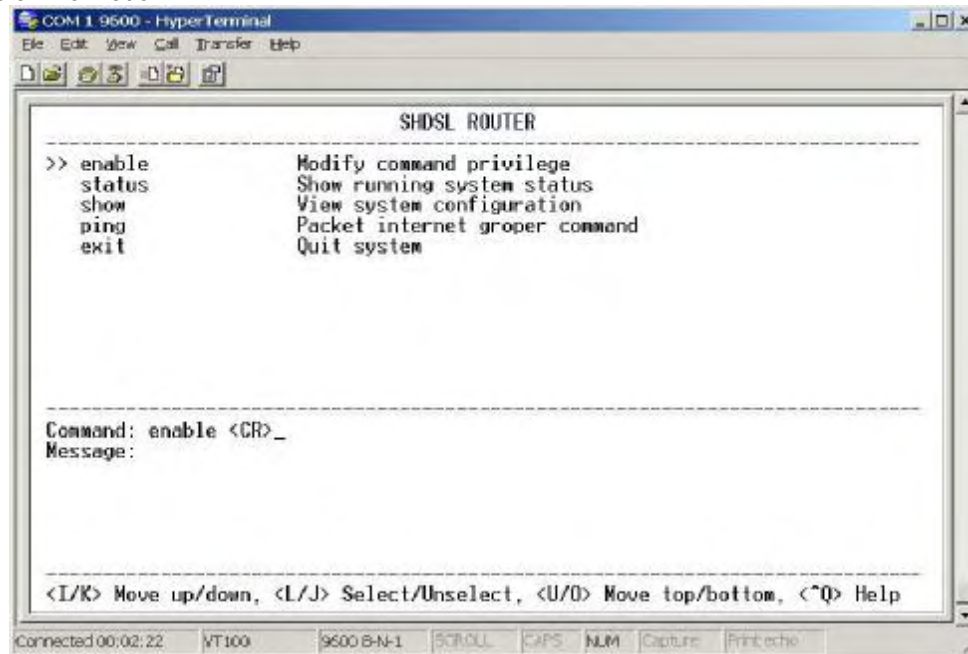 COM 1 9600 - HyperTerminal
File Edit View Call Transfer Help
SHDSL ROUTER
>> enable Modify command privilege
status Show running system status
show View system configuration
ping Packet internet groper command
exit Quit system
Command: enable <CR>_
Message:
<I/K> Move up/down, <L/J> Select/Unselect, <U/O> Move top/bottom, <^Q> Help
Connected 00:02:22 VT100 9600 8-N-1 SCROLL CAPS NUM Capture Print echo